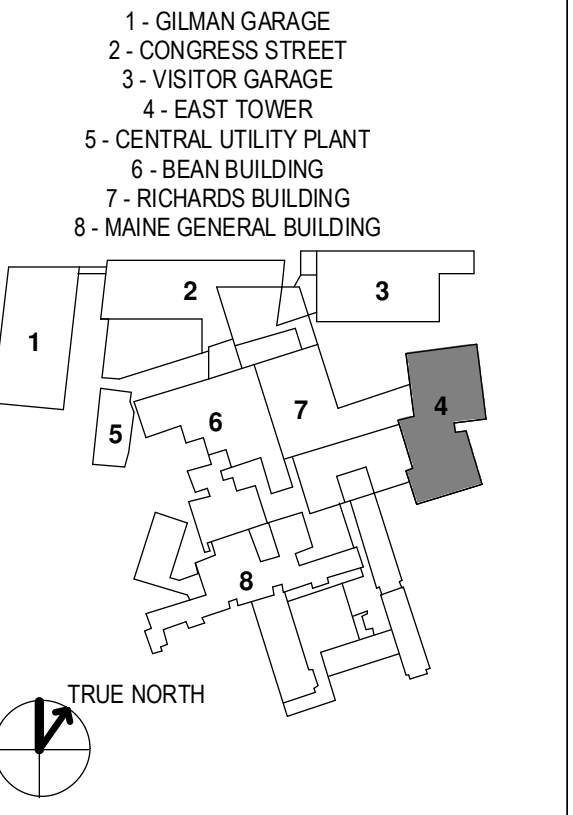 1 - GILMAN GARAGE
2 - CONGRESS STREET
3 - VISITOR GARAGE
4 - EAST TOWER
5 - CENTRAL UTILITY PLANT
6 - BEAN BUILDING
7 - RICHARDS BUILDING
8 - MAINE GENERAL BUILDING
2
3
1
4
7
6
5
8
TRUE NORTH